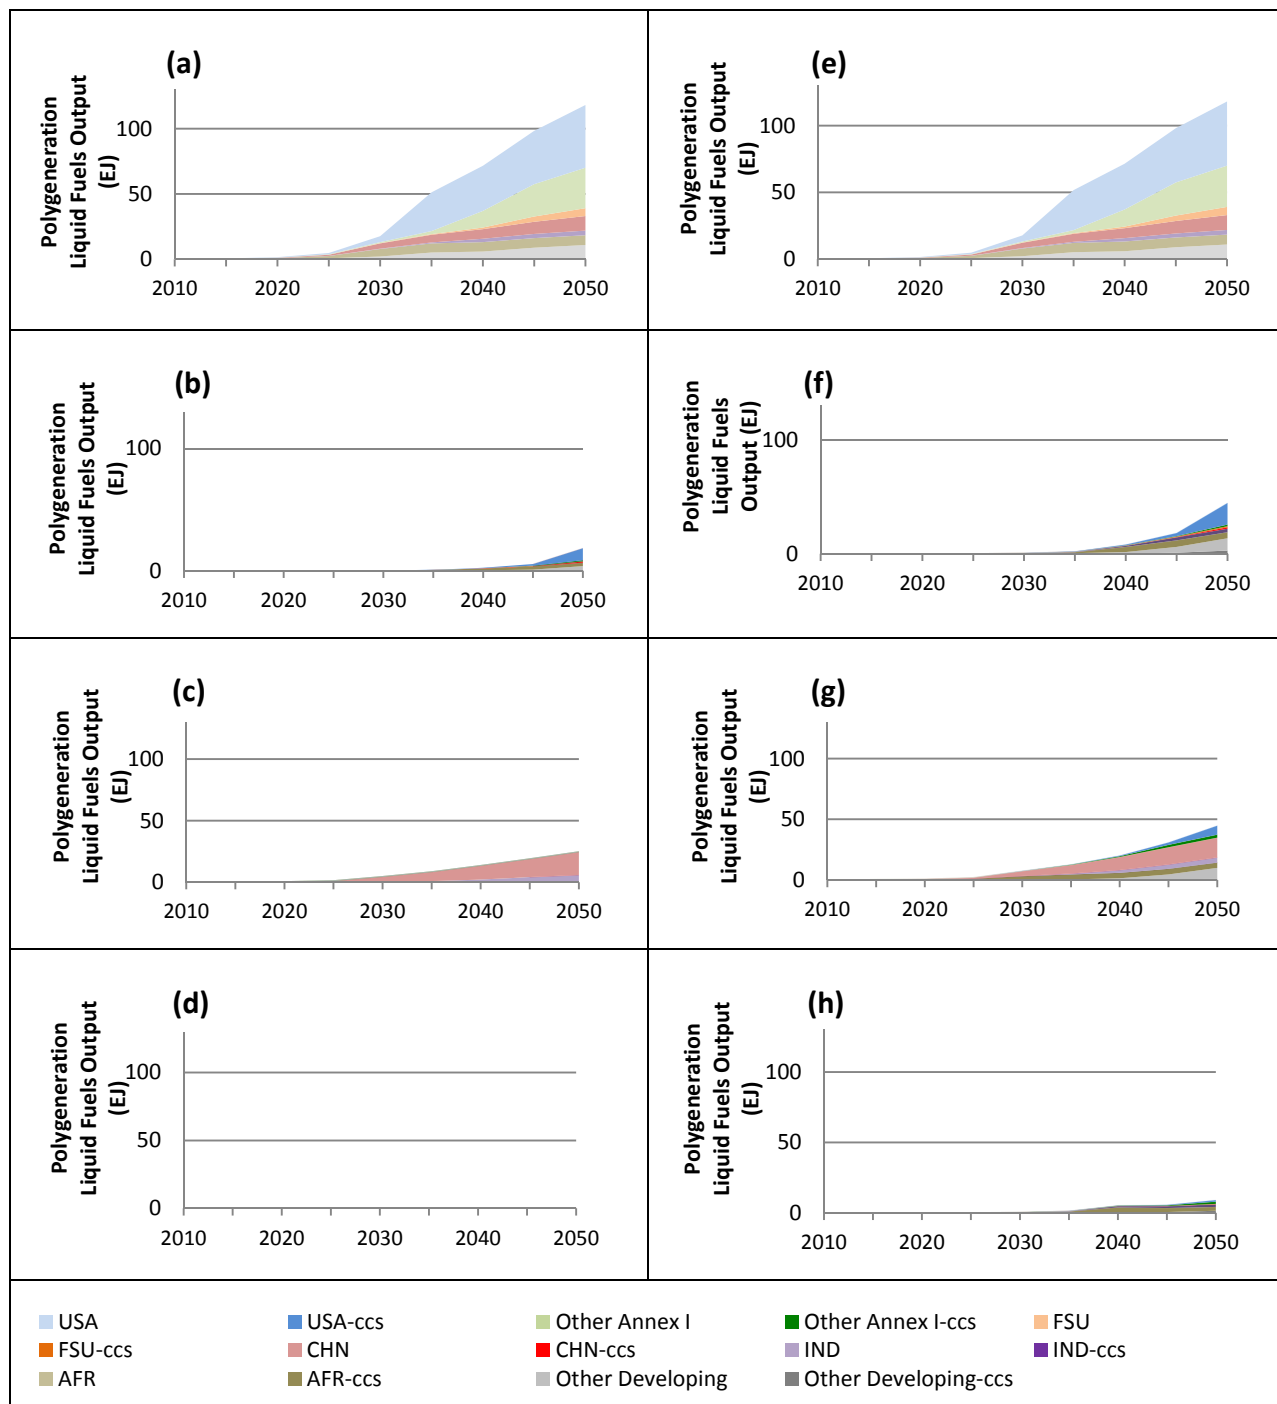 (a)
Polygeneration
Liquid Fuels Output
(EJ)
100
50
0
2010 2020 2030 2040 2050
(e)
Polygeneration
Liquid Fuels Output
(EJ)
100
50
0
2010 2020 2030 2040 2050
(b)
Polygeneration
Liquid Fuels Output
(EJ)
100
0
2010 2020 2030 2040 2050
(f)
Polygeneration
Liquid Fuels
Output (EJ)
100
0
2010 2020 2030 2040 2050
(c)
Polygeneration
Liquid Fuels Output
(EJ)
100
50
0
2010 2020 2030 2040 2050
(g)
Polygeneration
Liquid Fuels Output
(EJ)
100
50
0
2010 2020 2030 2040 2050
(d)
Polygeneration
Liquid Fuels Output
(EJ)
100
50
0
2010 2020 2030 2040 2050
(h)
Polygeneration
Liquid Fuels Output
(EJ)
100
50
0
2010 2020 2030 2040 2050
USA USA-ccs Other Annex I Other Annex I-ccs FSU
FSU-ccs CHN CHN-ccs IND IND-ccs
AFR AFR-ccs Other Developing Other Developing-ccs